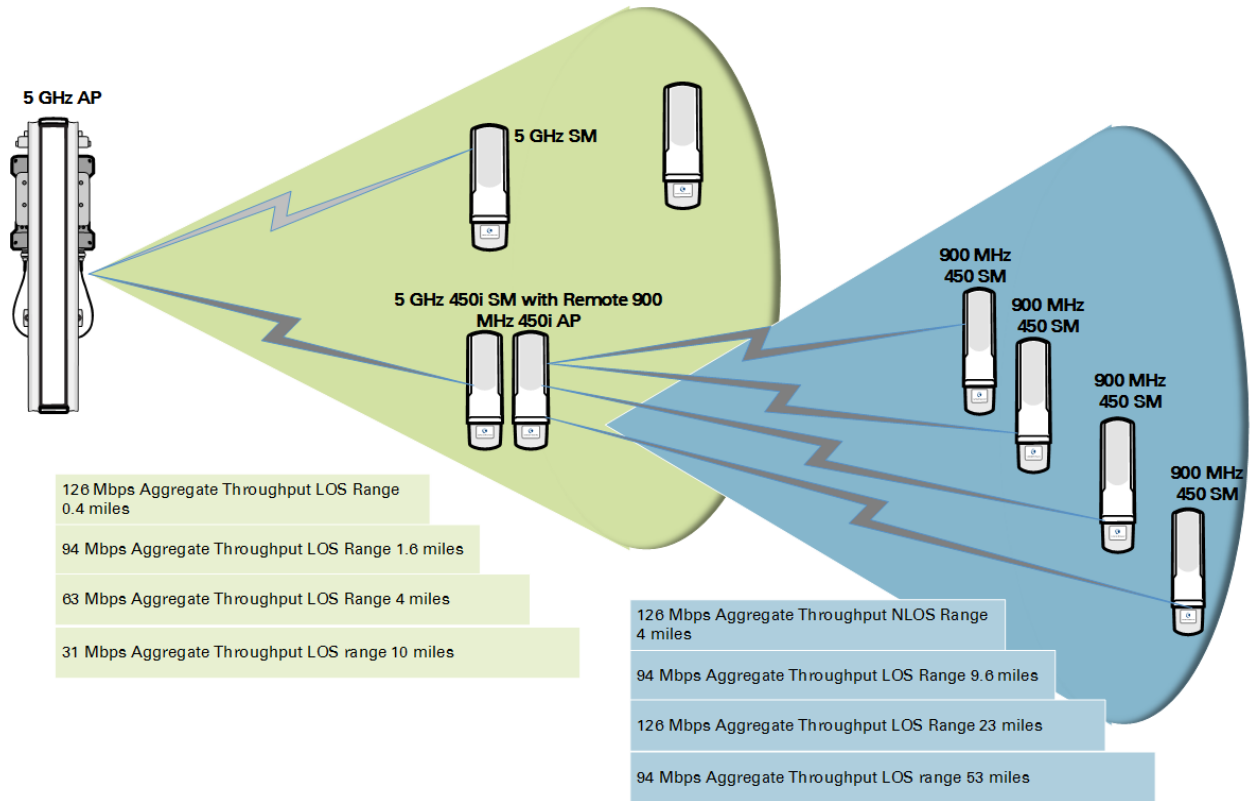 5 GHz AP
5 GHz SM
5 GHz 450i SM with Remote 900
MHz 450i AP
900 MHz
450 SM
900 MHz
450 SM
900 MHz
450 SM
900 MHz
450 SM
126 Mbps Aggregate Throughput LOS Range
0.4 miles
94 Mbps Aggregate Throughput LOS Range 1.6 miles
63 Mbps Aggregate Throughput LOS Range 4 miles
31 Mbps Aggregate Throughput LOS range 10 miles
126 Mbps Aggregate Throughput NLOS Range
4 miles
94 Mbps Aggregate Throughput LOS Range 9.6 miles
126 Mbps Aggregate Throughput LOS Range 23 miles
94 Mbps Aggregate Throughput LOS range 53 miles